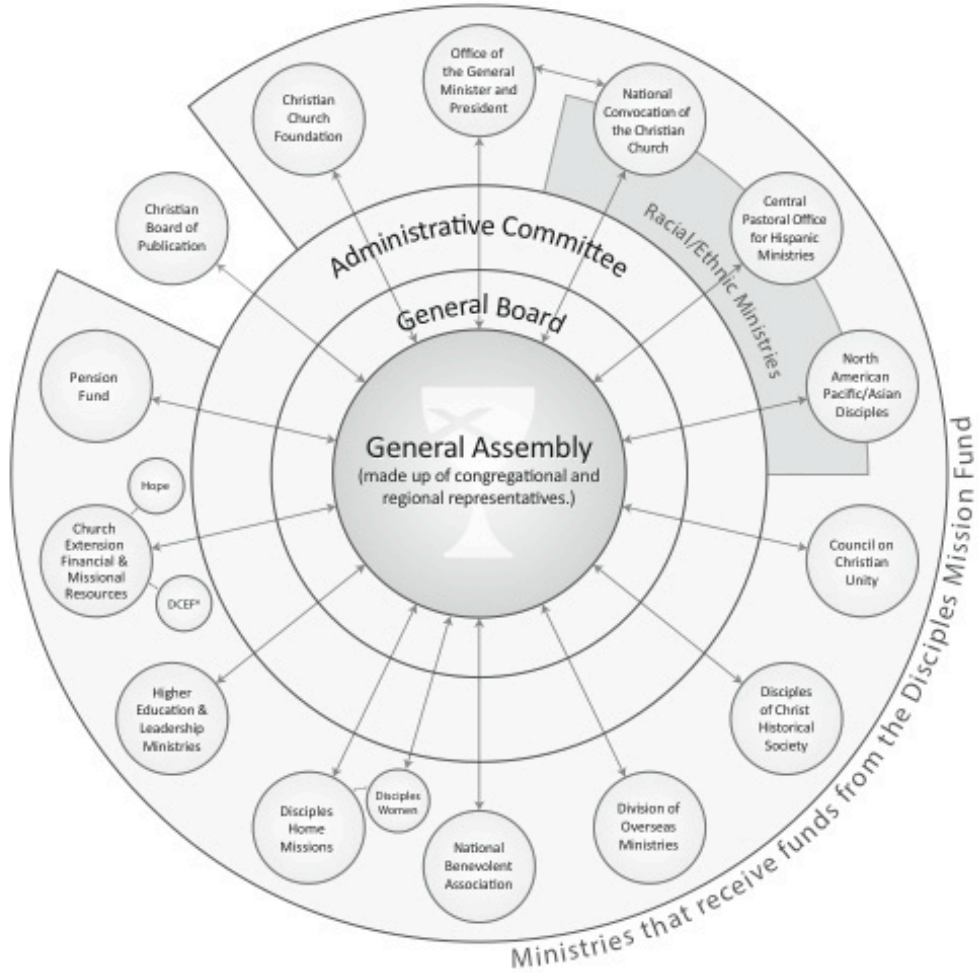 Office of
the General
Minister and
President
National
Convocation of
the Christian
Church
Central
Pastoral Office
for Hispanic
Ministries
North
American
Pacific/Asian
Disciples
Council on
Christian
Unity
Disciples
of Christ
Historical
Society
Division of
Overseas
Ministries
National
Benevolent
Association
Disciples
Women
Disciples
Home
Missions
Higher
Education &
Leadership
Ministries
DCEF*
Church
Extension
Financial &
Missional
Resources
Hope
Pension
Fund
Christian
Board of
Publication
Christian
Church
Foundation
Racial/Ethnic Ministries
Administrative Committee
General Board
General Assembly
(made up of congregational and
regional representatives.)
Ministries that receive funds from the Disciples Mission Fund